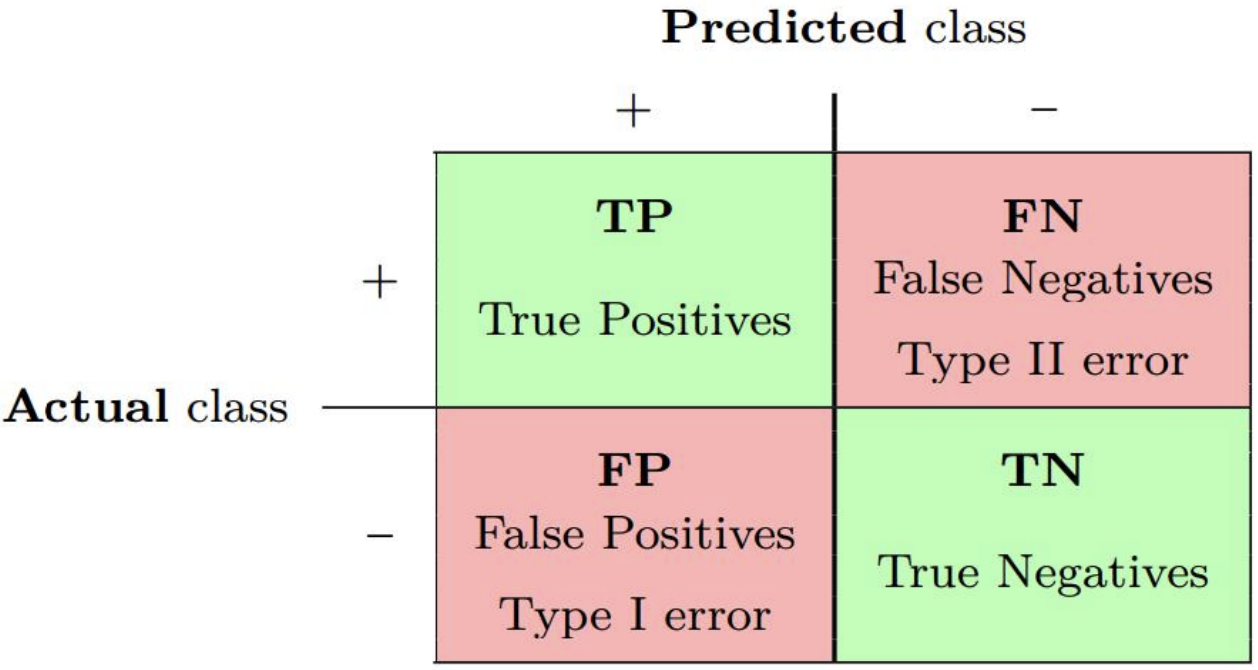 Predicted class
+ −
TP FN
+ False Negatives
True Positives
Type II error
Actual class
FP TN
− False Positives
True Negatives
Type I error